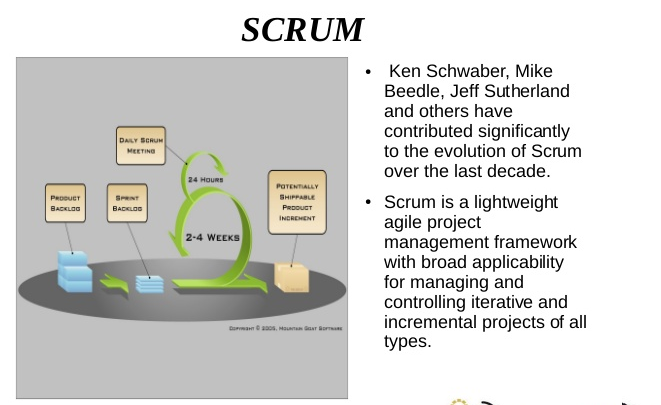 SCRUM
DAILY SCRUM
MEETING
24 HOURS
PRODUCT
BACKLOG
SPRINT
BACKLOG
POTENTIALLY
SHIPPABLE
PRODUCT
INCREMENT
2-4 WEEKS
COPYRIGHT © 2005, MOUNTAIN GOAT SOFTWARE
• Ken Schwaber, Mike
Beedle, Jeff Sutherland
and others have
contributed significantly
to the evolution of Scrum
over the last decade.
• Scrum is a lightweight
agile project
management framework
with broad applicability
for managing and
controlling iterative and
incremental projects of all
types.